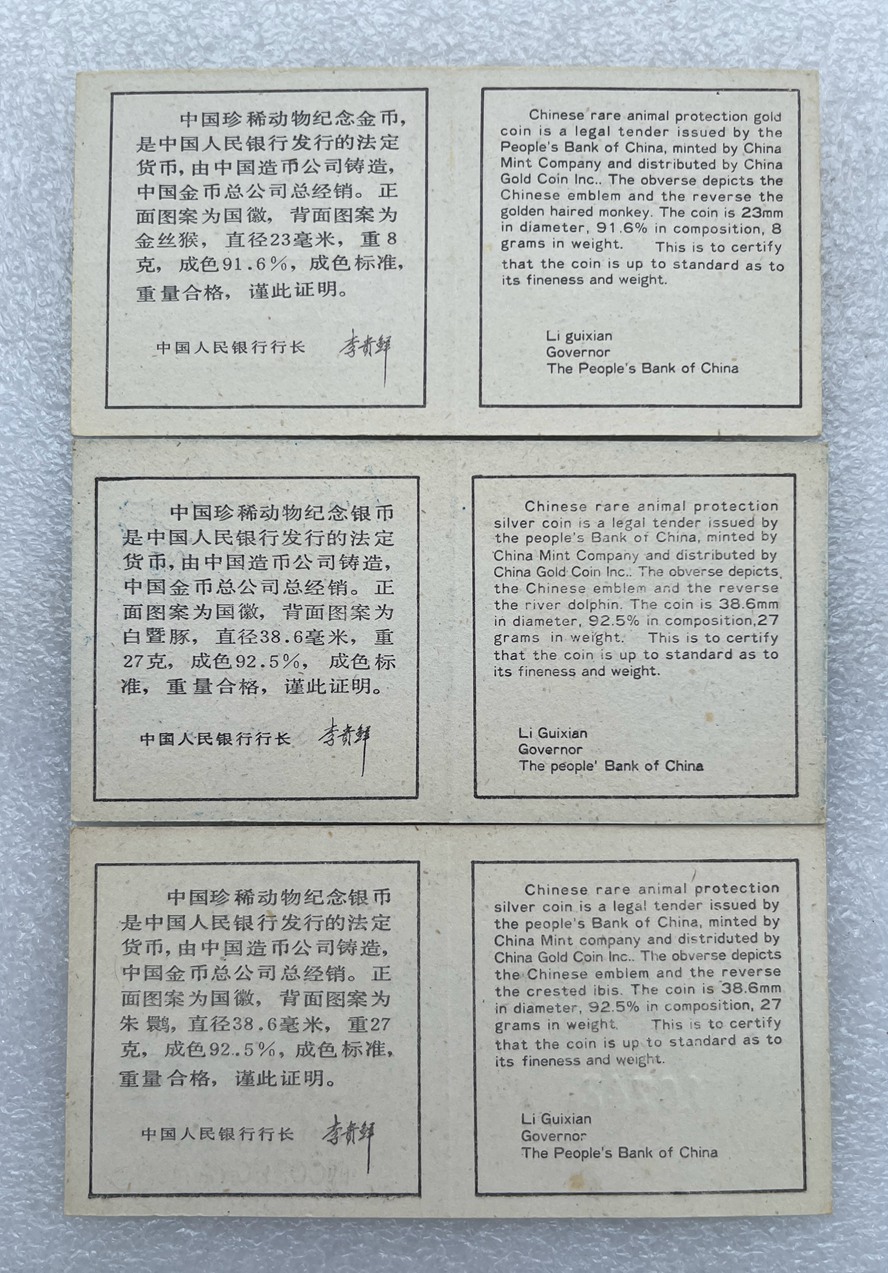 中国珍稀动物纪念金币，
是中国人民银行发行的法定
货币，由中国造币公司铸造，
中国金币总公司总经销。正
面图案为国徽，背面图案为
金丝猴，直径23毫米，重8
克，成色91.6%，成色标准，
重量合格，谨此证明。
中国人民银行行长 李贵鲜
Chinese rare animal protection gold
coin is a legal tender issued by the
People's Bank of China, minted by China
Mint Company and distributed by China
Gold Coin Inc.. The obverse depicts the
Chinese emblem and the reverse the
golden haired monkey. The coin is 23mm
in diameter, 91.6% in composition, 8
grams in weight. This is to certify
that the coin is up to standard as to
its fineness and weight.
Li guixian
Governor
The People's Bank of China
中国珍稀动物纪念银币
是中国人民银行发行的法定
货币，由中国造币公司铸造，
中国金币总公司总经销。正
面图案为国徽，背面图案为
白暨豚，直径38.6毫米，重
27克，成色92.5%，成色标
准，重量合格，谨此证明。
中国人民银行行长 李贵鲜
Chinese rare animal protection
silver coin is a legal tender issued by
the people's Bank of China, minted by
China Mint Company and distributed by
China Gold Coin Inc.. The obverse depicts
the Chinese emblem and the reverse
the river dolphin. The coin is 38.6mm
in diameter, 92.5% in composition,27
grams in weight. This is to certify
that the coin is up to standard as to
its fineness and weight.
Li Guixian
Governor
The people' Bank of China
中国珍稀动物纪念银币
是中国人民银行发行的法定
货币，由中国造币公司铸造，
中国金币总公司总经销。正
面图案为国徽，背面图案为
朱鹮，直径38.6毫米，重27
克，成色92.5%，成色标准，
重量合格，谨此证明。
中国人民银行行长 李贵鲜
Chinese rare animal protection
silver coin is a legal tender issued by
the people's Bank of China, minted by
China Mint company and distriduted by
China Gold Coin Inc.. The obverse depicts
the Chinese emblem and the reverse
the crested ibis. The coin is 38.6mm
in diameter, 92.5% in composition, 27
grams in weight. This is to certify
that the coin is up to standard as to
its fineness and weight.
Li Guixian
Governor
The People's Bank of China